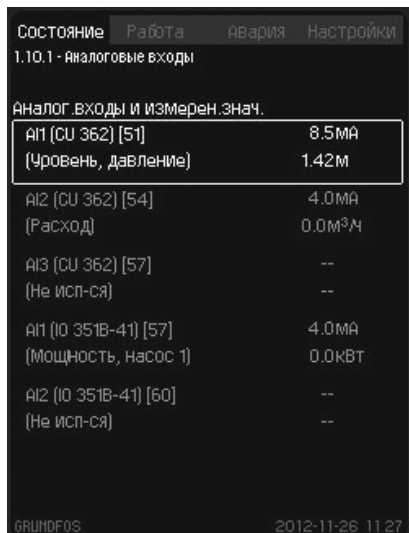 Состояние Работа Авария Настройки
1.10.1 - Аналоговые входы
Аналог.входы и измерен.знач.
AI1 (CU 362) [51] 8.5мА
(Уровень, давление) 1.42м
AI2 (CU 362) [54] 4.0мА
(Расход) 0.0м³/ч
AI3 (CU 362) [57] --
(Не исп-ся) --
AI1 (IO 351B-41) [57] 4.0мА
(Мощность, насос 1) 0.0кВт
AI2 (IO 351B-41) [60] --
(Не исп-ся) --
GRUNDFOS 2012-11-26 11:27